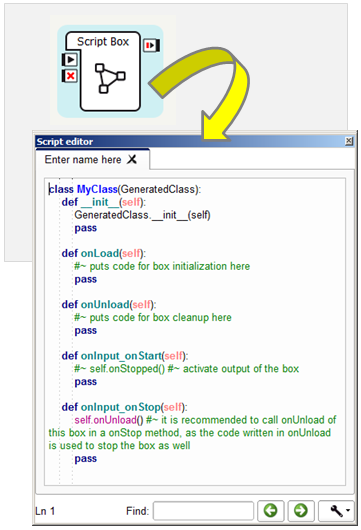 Script Box
Script editor
Enter name here
class MyClass(GeneratedClass):
def __init__(self):
GeneratedClass.__init__(self)
pass
def onLoad(self):
#~ puts code for box initialization here
pass
def onUnload(self):
#~ puts code for box cleanup here
pass
def onInput_onStart(self):
#~ self.onStopped() #~ activate output of the box
pass
def onInput_onStop(self):
self.onUnload() #~ it is recommended to call onUnload of
this box in a onStop method, as the code written in onUnload
is used to stop the box as well
pass
Ln 1 Find: